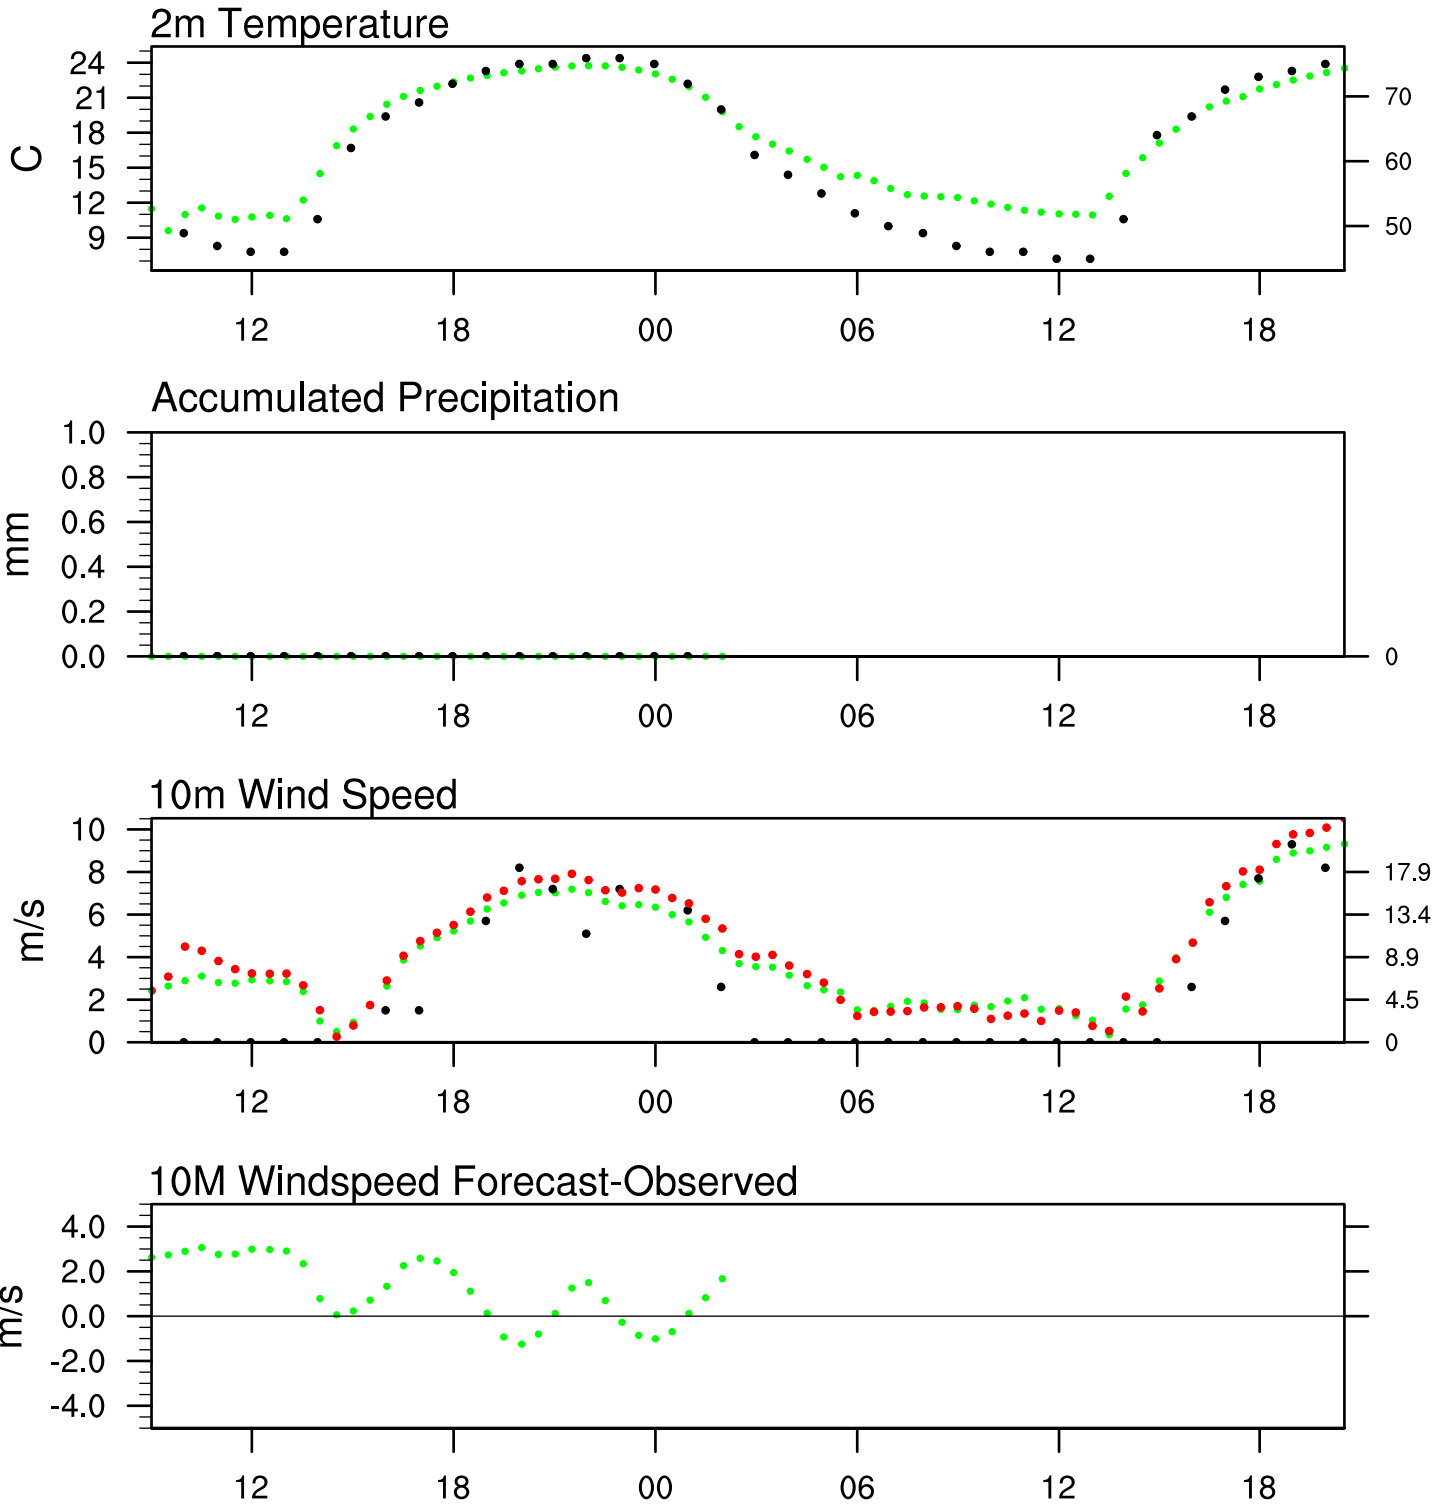 2m Temperature
24
21
18
15
12
9
C
70
60
50
12 18 00 06 12 18
Accumulated Precipitation
1.0
0.8
0.6
0.4
0.2
0.0
mm
0
12 18 00 06 12 18
10m Wind Speed
10
8
6
4
2
0
m/s
17.9
13.4
8.9
4.5
0
12 18 00 06 12 18
10M Windspeed Forecast-Observed
4.0
2.0
0.0
-2.0
-4.0
m/s
12 18 00 06 12 18